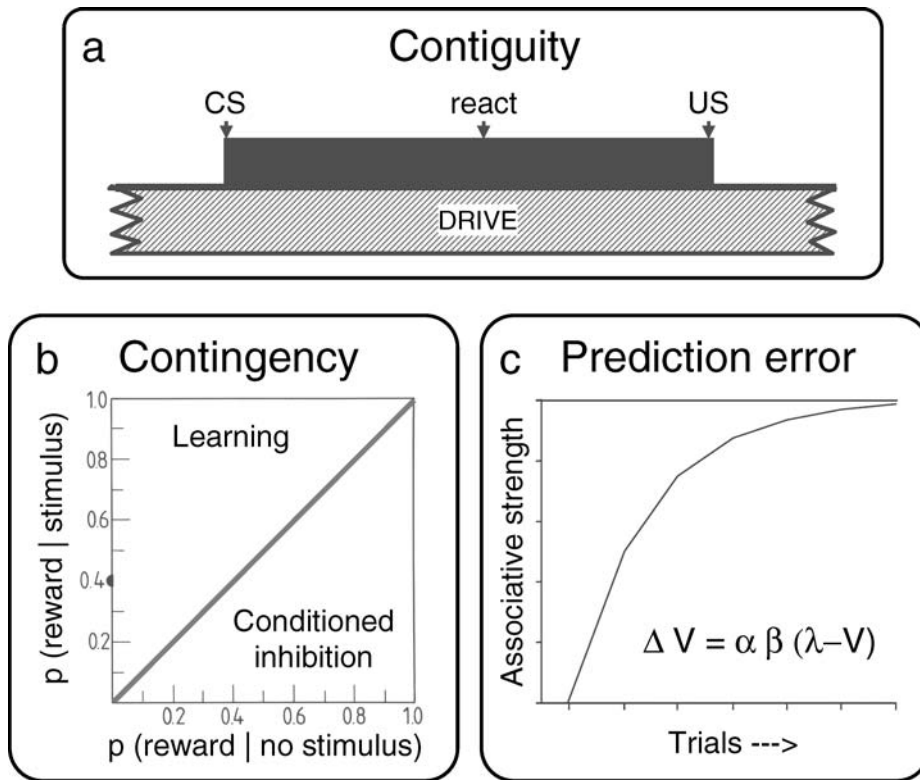 a
Contiguity
CS
react
US
DRIVE
b
Contingency
p (reward | stimulus)
1.0
0.8
0.6
0.4
0.2
Learning
Conditioned
inhibition
0.2
0.4
0.6
0.8
1.0
p (reward | no stimulus)
c
Prediction error
Associative strength
Δ V = α β (λ−V)
Trials --->